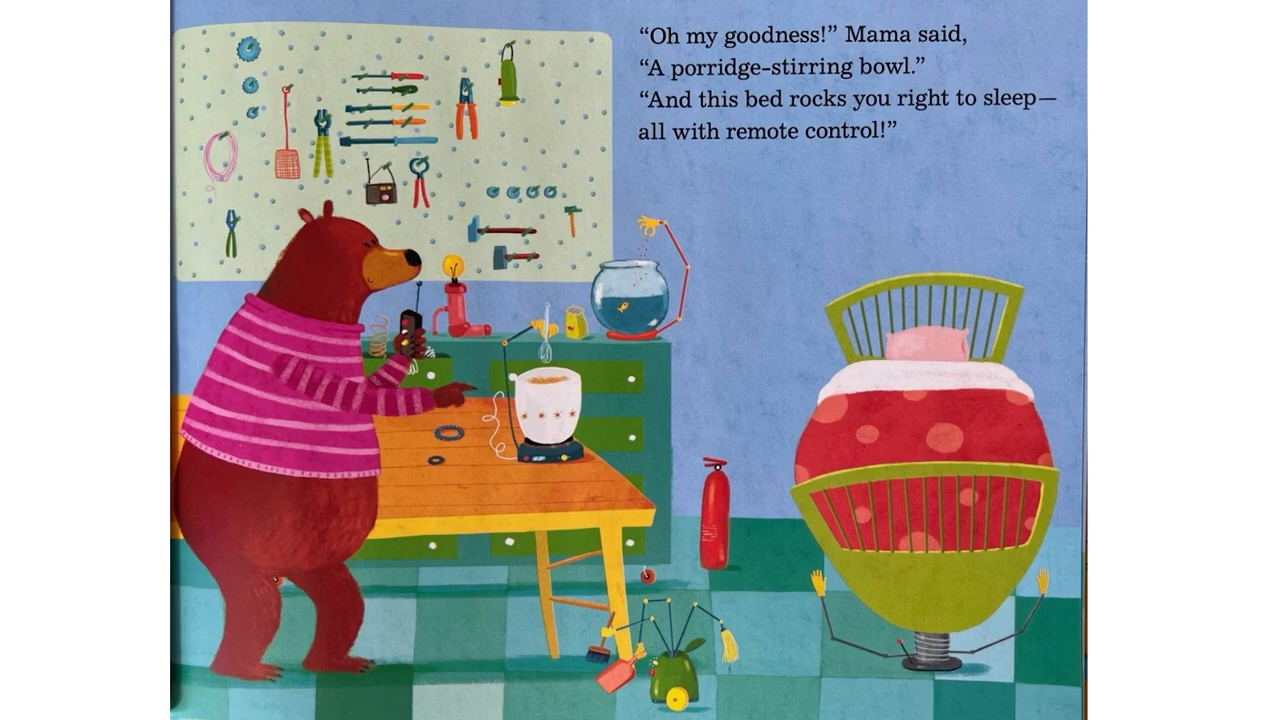 “Oh my goodness!” Mama said,
“A porridge-stirring bowl.”
“And this bed rocks you right to sleep—
all with remote control!”